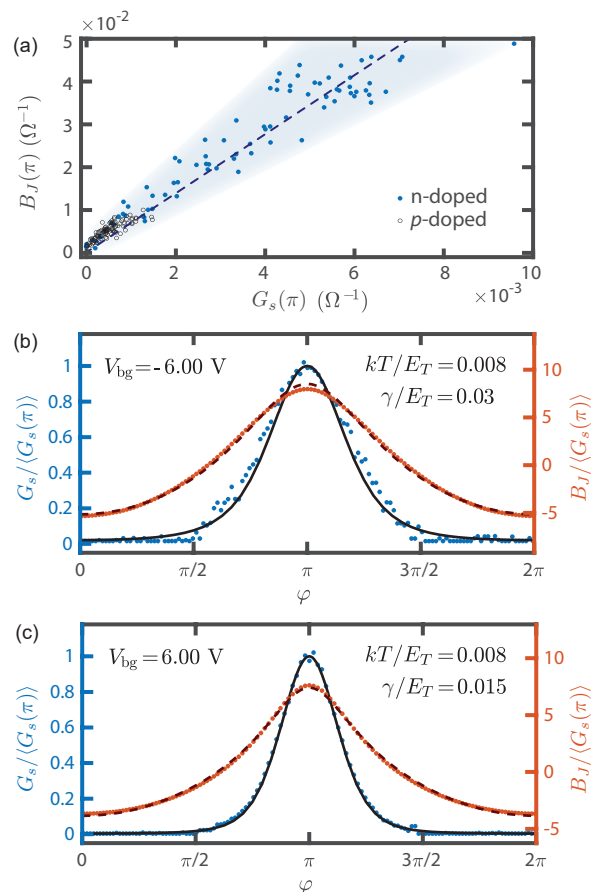 (a)
×10⁻²
5
4
3
2
1
0
B_J(π) (Ω⁻¹)
n-doped
p-doped
0 2 4 6 8 10
G_s(π) (Ω⁻¹)
×10⁻³
(b)
V_bg = -6.00 V
kT/E_T = 0.008
γ/E_T = 0.03
1
0.8
0.6
0.4
0.2
0
G_s/⟨G_s(π)⟩
10
5
0
-5
B_J/⟨G_s(π)⟩
0 π/2 π 3π/2 2π
φ
(c)
V_bg = 6.00 V
kT/E_T = 0.008
γ/E_T = 0.015
1
0.8
0.6
0.4
0.2
0
G_s/⟨G_s(π)⟩
10
5
0
-5
B_J/⟨G_s(π)⟩
0 π/2 π 3π/2 2π
φ